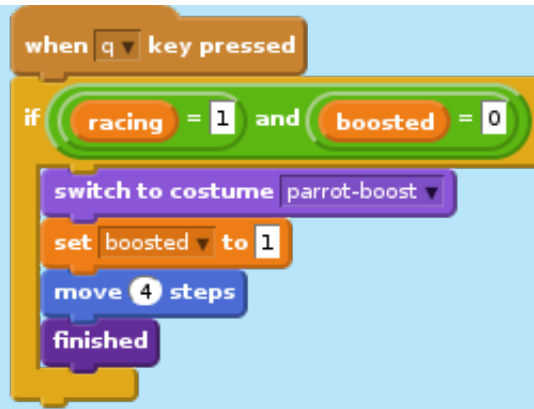 when q key pressed
if racing = 1 and boosted = 0
switch to costume parrot-boost
set boosted to 1
move 4 steps
finished